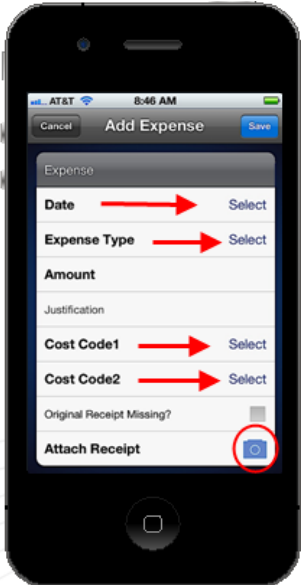 AT&T 8:46 AM
Cancel Add Expense Save
Expense
Date Select
Expense Type Select
Amount
Justification
Cost Code1 Select
Cost Code2 Select
Original Receipt Missing?
Attach Receipt